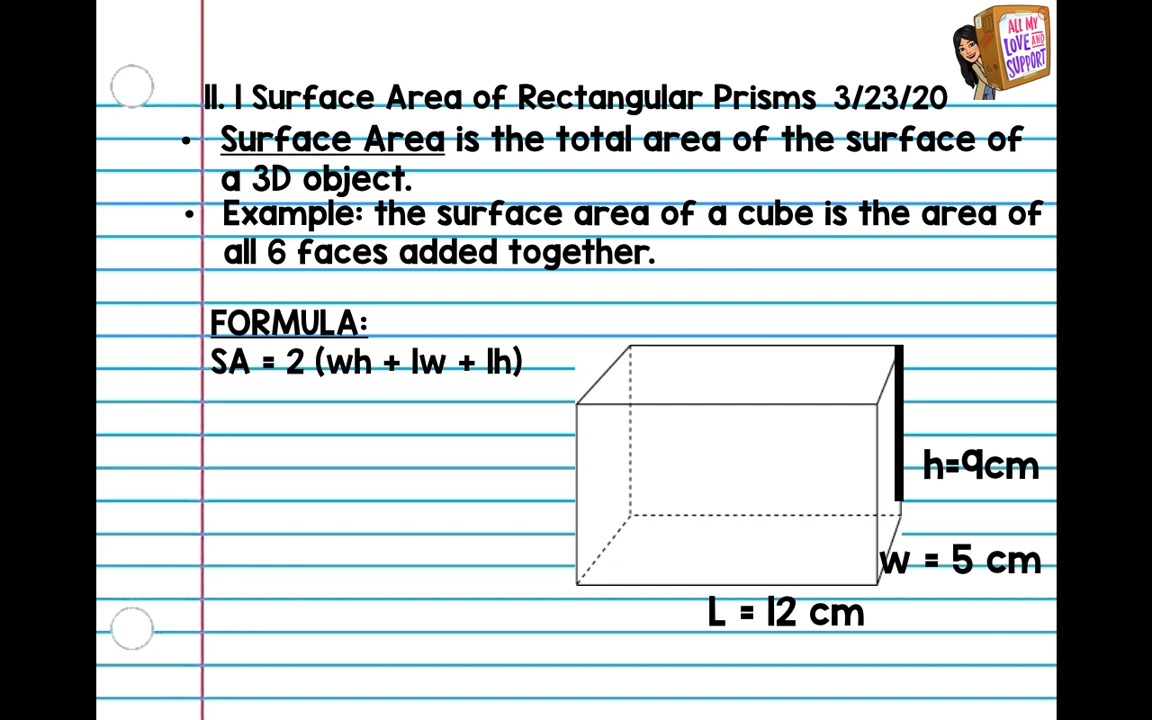 ALL MY
LOVE AND
SUPPORT
11.1 Surface Area of Rectangular Prisms 3/23/20
• Surface Area is the total area of the surface of
a 3D object.
• Example: the surface area of a cube is the area of
all 6 faces added together.
FORMULA:
SA = 2 (wh + lw + lh)
h=9cm
w = 5 cm
L = 12 cm